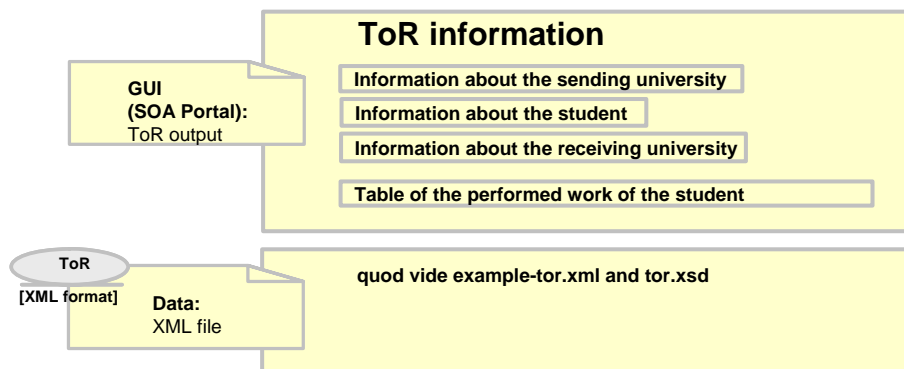 ToR information
GUI
(SOA Portal):
ToR output
Information about the sending university
Information about the student
Information about the receiving university
Table of the performed work of the student
ToR
[XML format]
Data:
XML file
quod vide example-tor.xml and tor.xsd